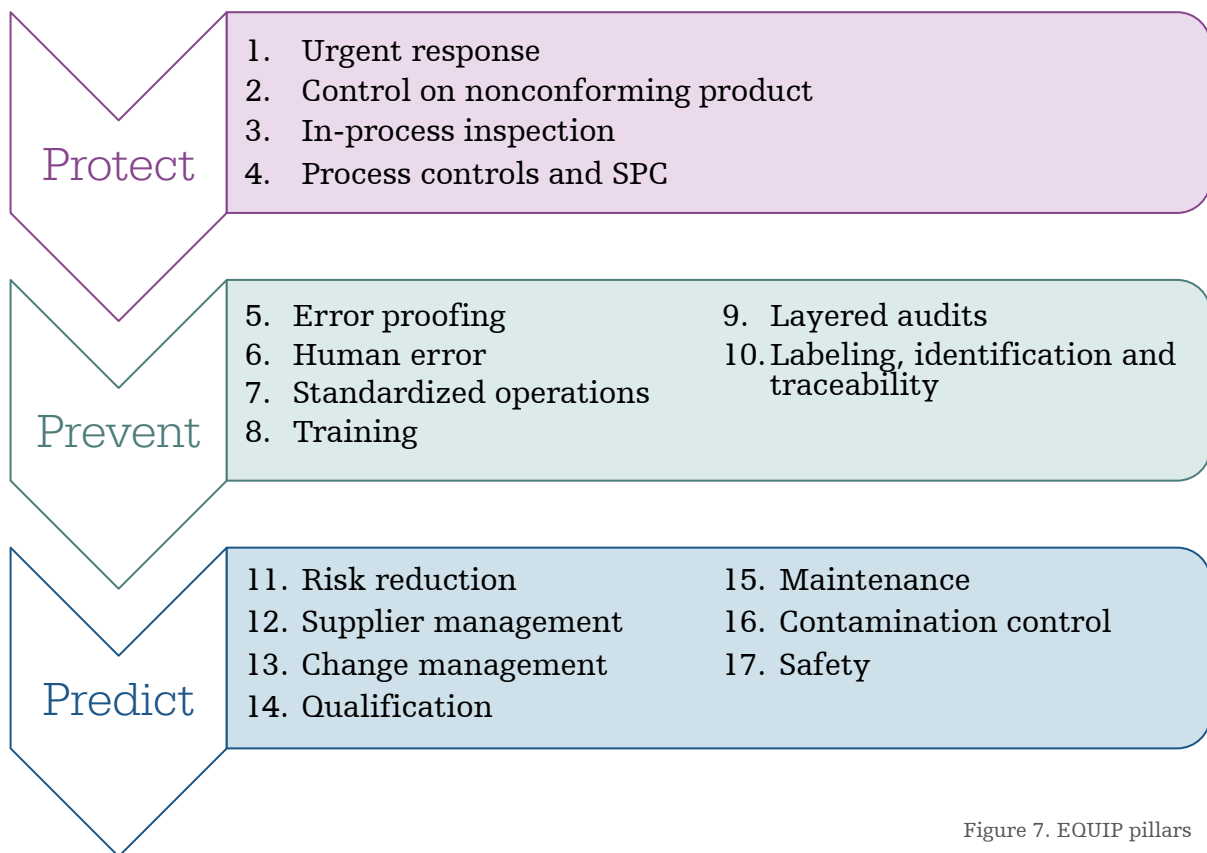 Protect
1. Urgent response
2. Control on nonconforming product
3. In-process inspection
4. Process controls and SPC
Prevent
5. Error proofing
6. Human error
7. Standardized operations
8. Training
9. Layered audits
10. Labeling, identification and
traceability
Predict
11. Risk reduction
12. Supplier management
13. Change management
14. Qualification
15. Maintenance
16. Contamination control
17. Safety
Figure 7. EQUIP pillars